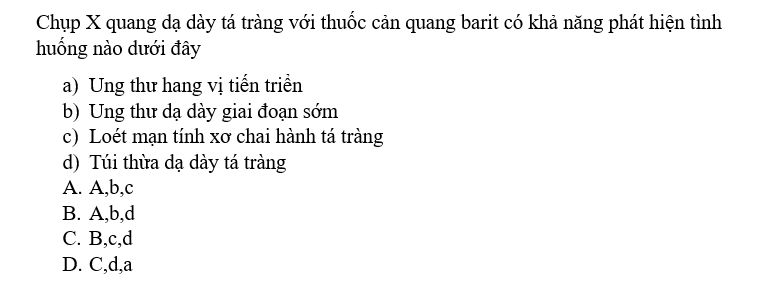 Chụp X quang dạ dày tá tràng với thuốc cản quang barit có khả năng phát hiện tình
huống nào dưới đây
a) Ung thư hang vị tiến triển
b) Ung thư dạ dày giai đoạn sớm
c) Loét mạn tính xơ chai hành tá tràng
d) Túi thừa dạ dày tá tràng
A. A,b,c
B. A,b,d
C. B,c,d
D. C,d,a